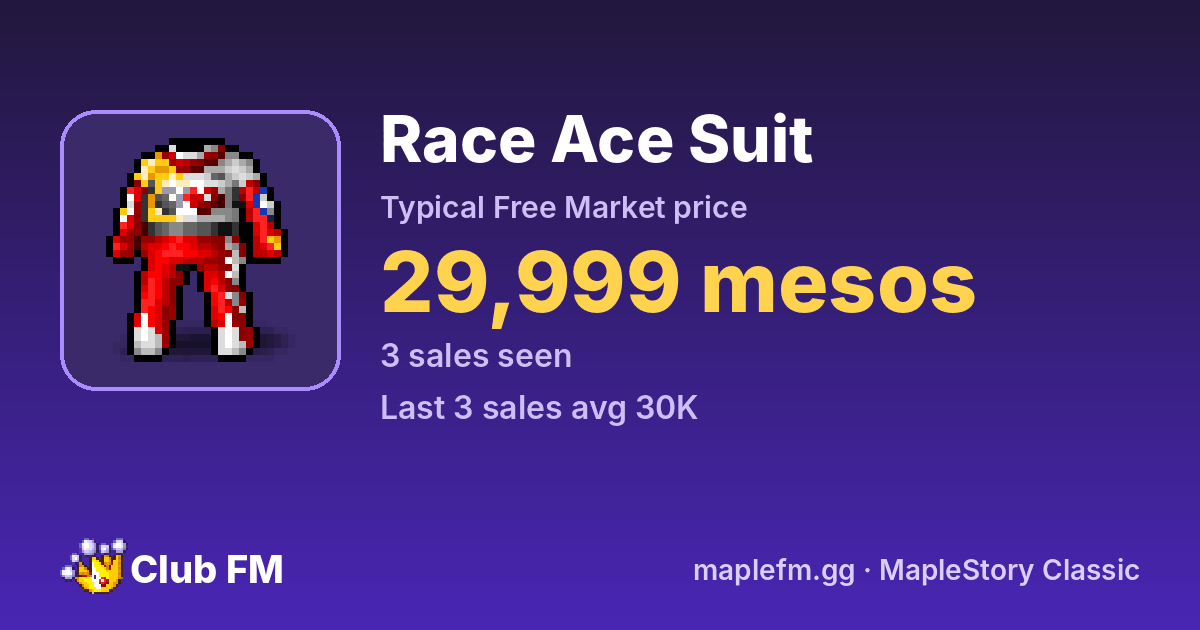 Race Ace Suit
Typical Free Market price
29,999 mesos
3 sales seen
Last 3 sales avg 30K
Club FM
maplefm.gg · MapleStory Classic